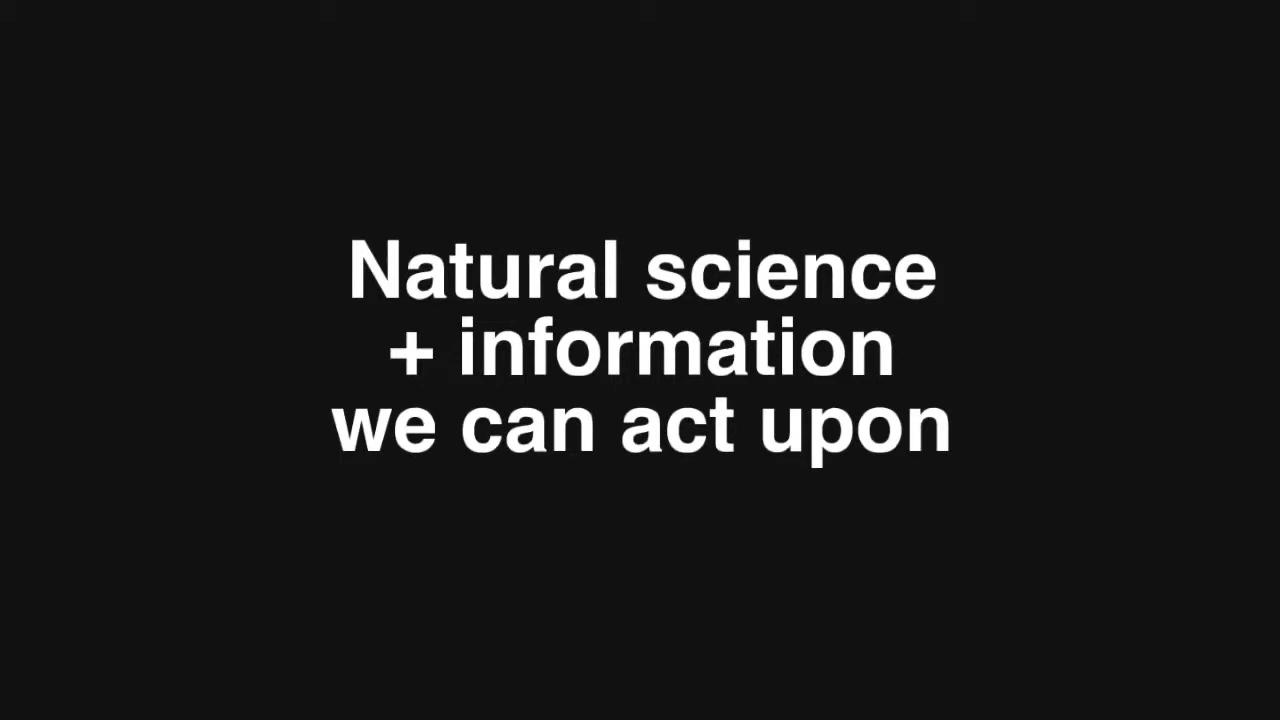 Natural science
+ information
we can act upon